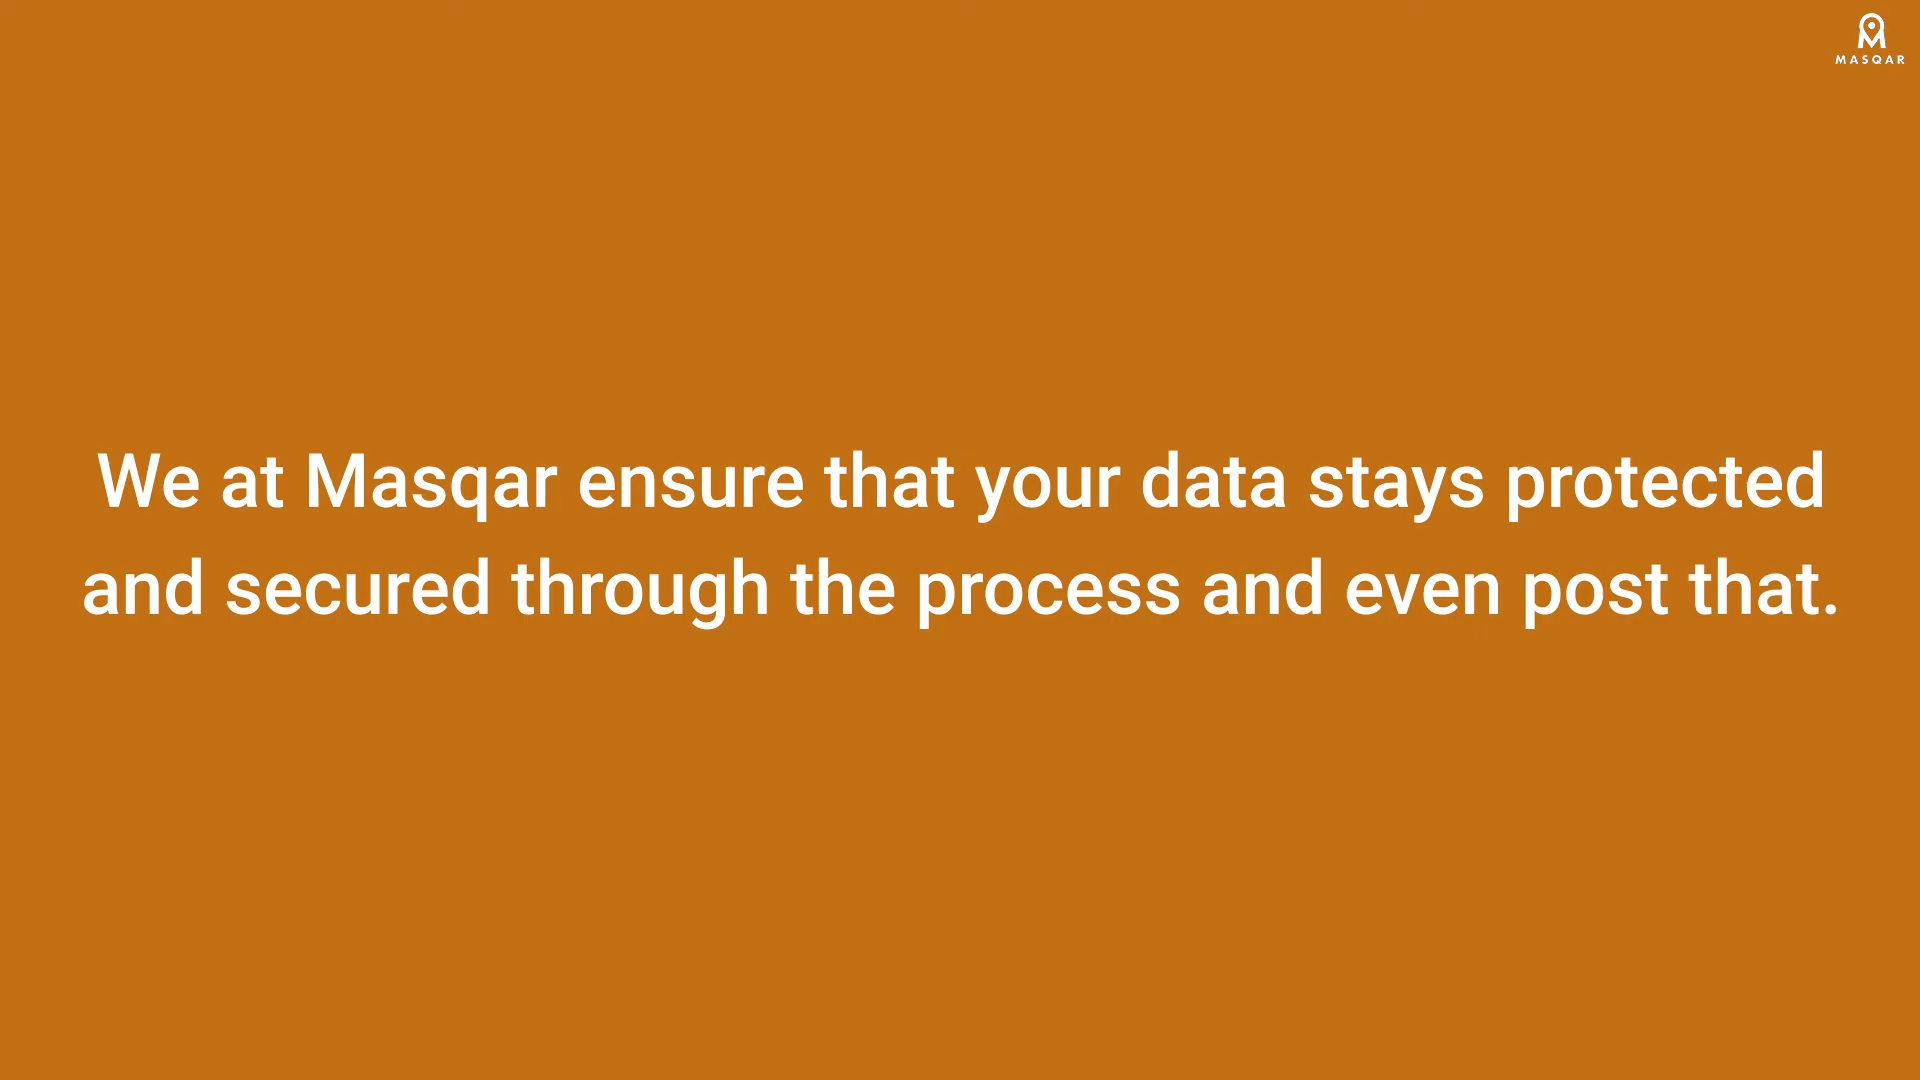 MASQAR
We at Masqar ensure that your data stays protected
and secured through the process and even post that.